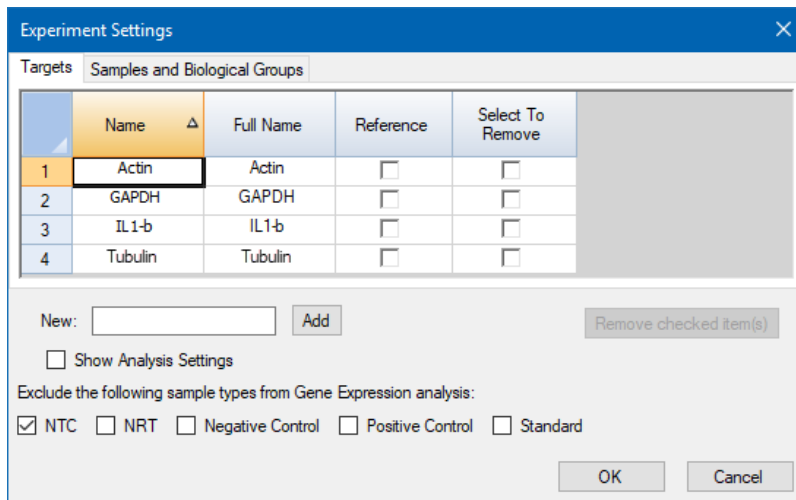 Experiment Settings
Targets Samples and Biological Groups
Name Full Name Reference Select To Remove
1 Actin Actin
2 GAPDH GAPDH
3 IL1-b IL1-b
4 Tubulin Tubulin
New: Add Remove checked item(s)
Show Analysis Settings
Exclude the following sample types from Gene Expression analysis:
NTC NRT Negative Control Positive Control Standard
OK Cancel